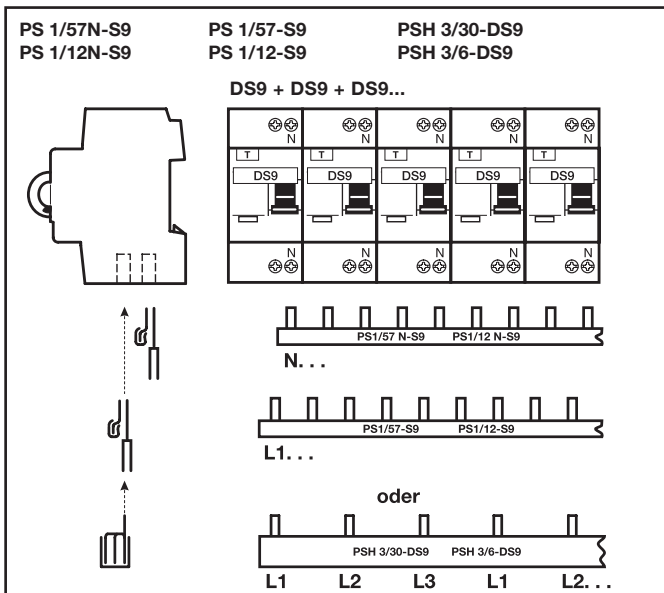 PS 1/57N-S9 PS 1/57-S9 PSH 3/30-DS9
PS 1/12N-S9 PS 1/12-S9 PSH 3/6-DS9
DS9 + DS9 + DS9...
N N N N N
T T T T T
DS9 DS9 DS9 DS9 DS9
N N N N N
PS1/57 N-S9 PS1/12 N-S9
N. . .
PS1/57-S9 PS1/12-S9
L1. . .
oder
PSH 3/30-DS9 PSH 3/6-DS9
L1 L2 L3 L1 L2. . .